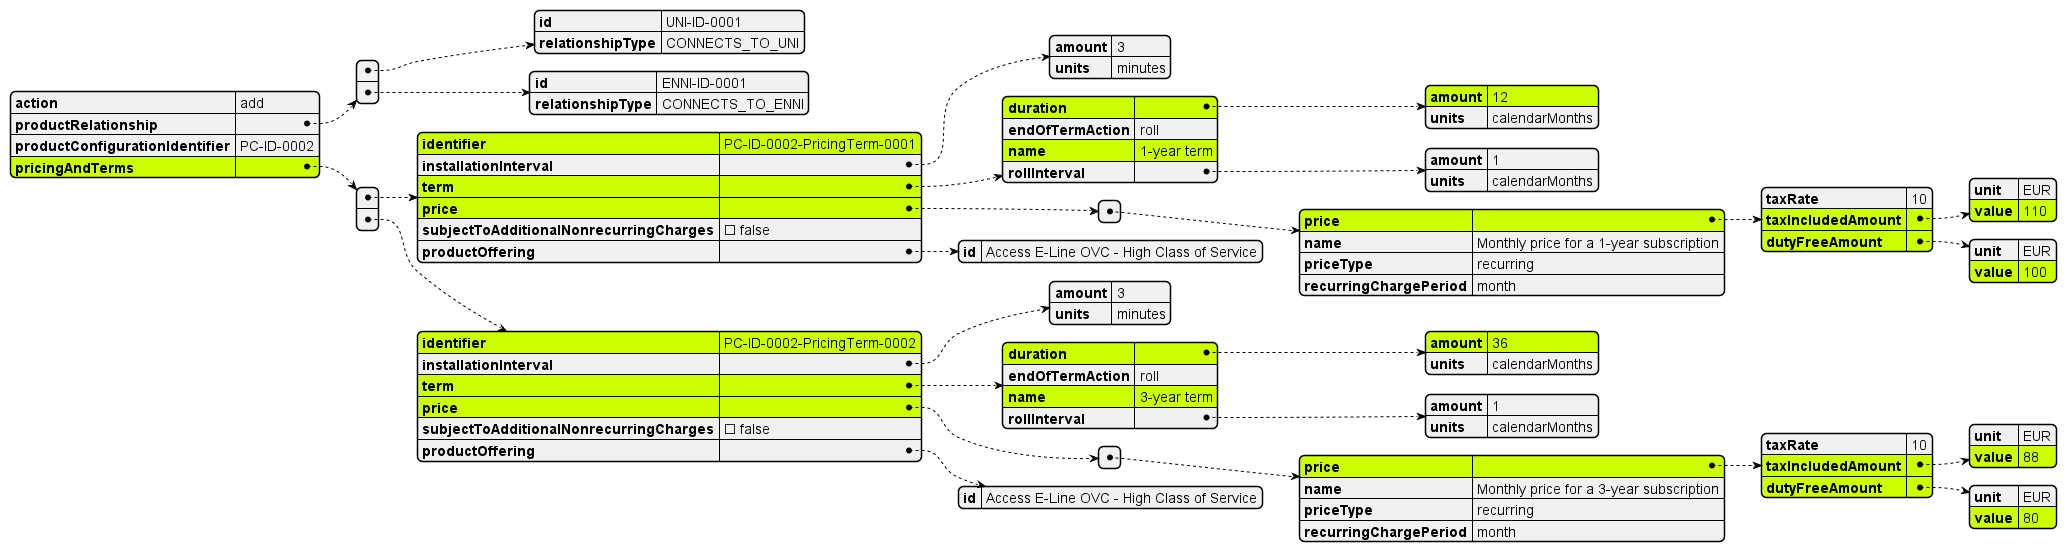 action add
productRelationship
productConfigurationIdentifier PC-ID-0002
pricingAndTerms
id UNI-ID-0001
relationshipType CONNECTS_TO_UNI
id ENNI-ID-0001
relationshipType CONNECTS_TO_ENNI
identifier PC-ID-0002-PricingTerm-0001
installationInterval
term
price
subjectToAdditionalNonrecurringCharges ☐ false
productOffering
amount 3
units minutes
duration
endOfTermAction roll
name 1-year term
rollInterval
amount 12
units calendarMonths
amount 1
units calendarMonths
id Access E-Line OVC - High Class of Service
price
name Monthly price for a 1-year subscription
priceType recurring
recurringChargePeriod month
taxRate 10
taxIncludedAmount
dutyFreeAmount
unit EUR
value 110
unit EUR
value 100
identifier PC-ID-0002-PricingTerm-0002
installationInterval
term
price
subjectToAdditionalNonrecurringCharges ☐ false
productOffering
amount 3
units minutes
duration
endOfTermAction roll
name 3-year term
rollInterval
amount 36
units calendarMonths
amount 1
units calendarMonths
id Access E-Line OVC - High Class of Service
price
name Monthly price for a 3-year subscription
priceType recurring
recurringChargePeriod month
taxRate 10
taxIncludedAmount
dutyFreeAmount
unit EUR
value 88
unit EUR
value 80